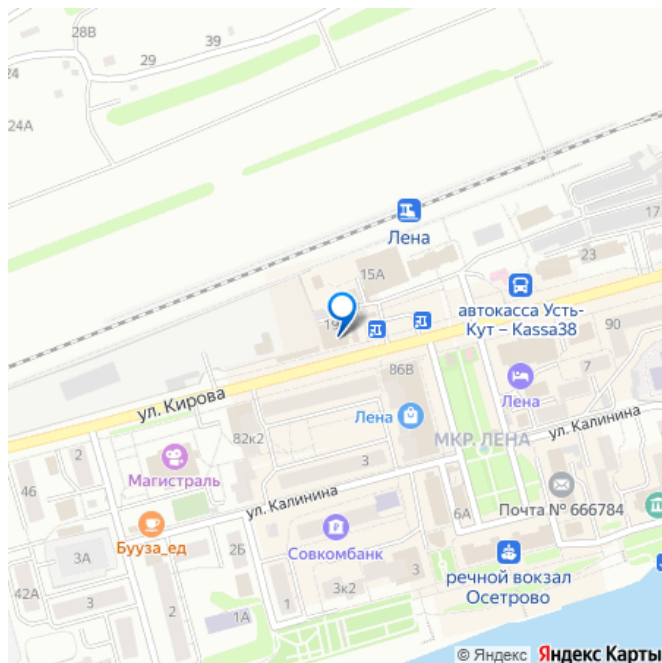 28В
39
24
29
24А
Лена
17
15А
23
автокасса Усть-
Кут – Kassa38
19
90
86В
7
ул. Кирова
Лена
Лена
82к2
МКР. ЛЕНА
ул. Калинина
2
3
Магистраль
46
ул. Калинина
Почта № 666784
6А
Бууза_ед
Совкомбанк
3А
2Б
речной вокзал
Осетрово
3
3к2
3
2
1
1А
© Яндекс Яндекс Карты